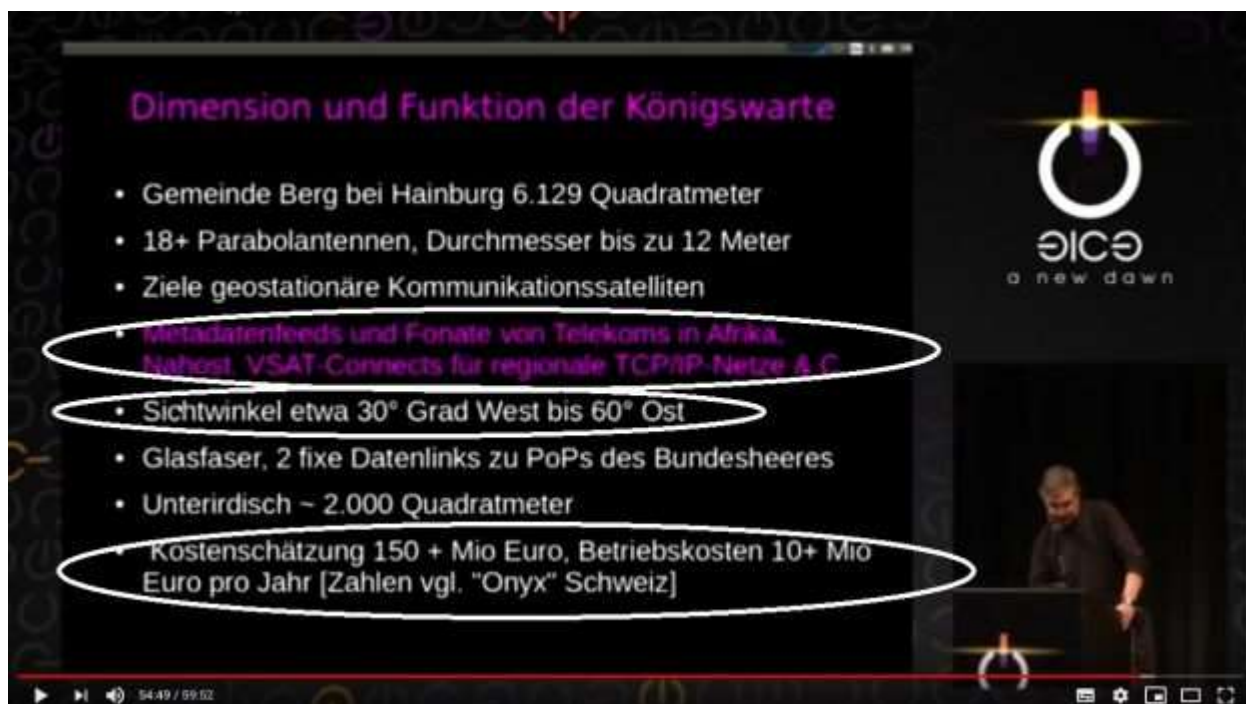 Dimension und Funktion der Königswarte
• Gemeinde Berg bei Hainburg 6.129 Quadratmeter
• 18+ Parabolantennen, Durchmesser bis zu 12 Meter
• Ziele geostationäre Kommunikationssatelliten
• Metadatenfeeds und Fonate von Telekoms in Afrika,
Nahost. VSAT-Connects für regionale TCP/IP-Netze & C
• Sichtwinkel etwa 30° Grad West bis 60° Ost
• Glasfaser, 2 fixe Datenlinks zu PoPs des Bundesheeres
• Unterirdisch ~ 2.000 Quadratmeter
• Kostenschätzung 150 + Mio Euro, Betriebskosten 10+ Mio
Euro pro Jahr [Zahlen vgl. "Onyx" Schweiz]
a new dawn
54:49 / 59:52